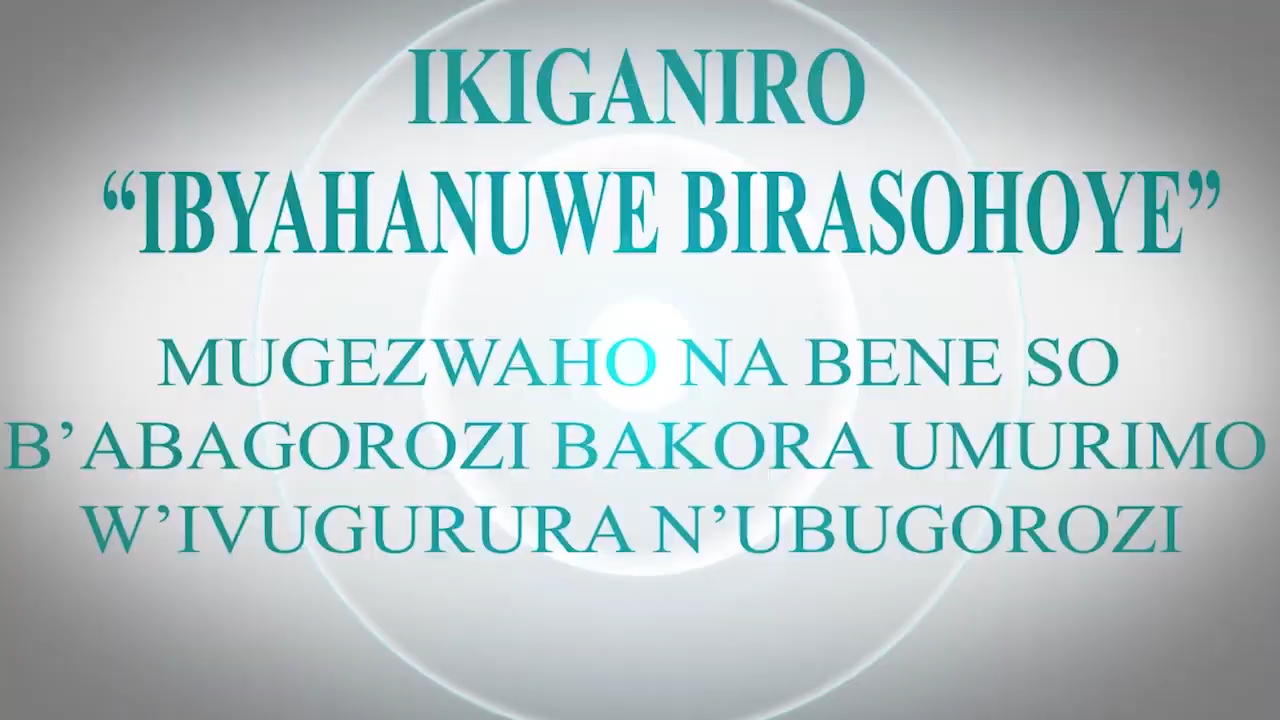 IKIGANIRO
“IBYAHANUWE BIRASOHOYE”
MUGEZWAHO NA BENE SO
B’ABAGOROZI BAKORA UMURIMO
W’IVUGURURA N’UBUGOROZI